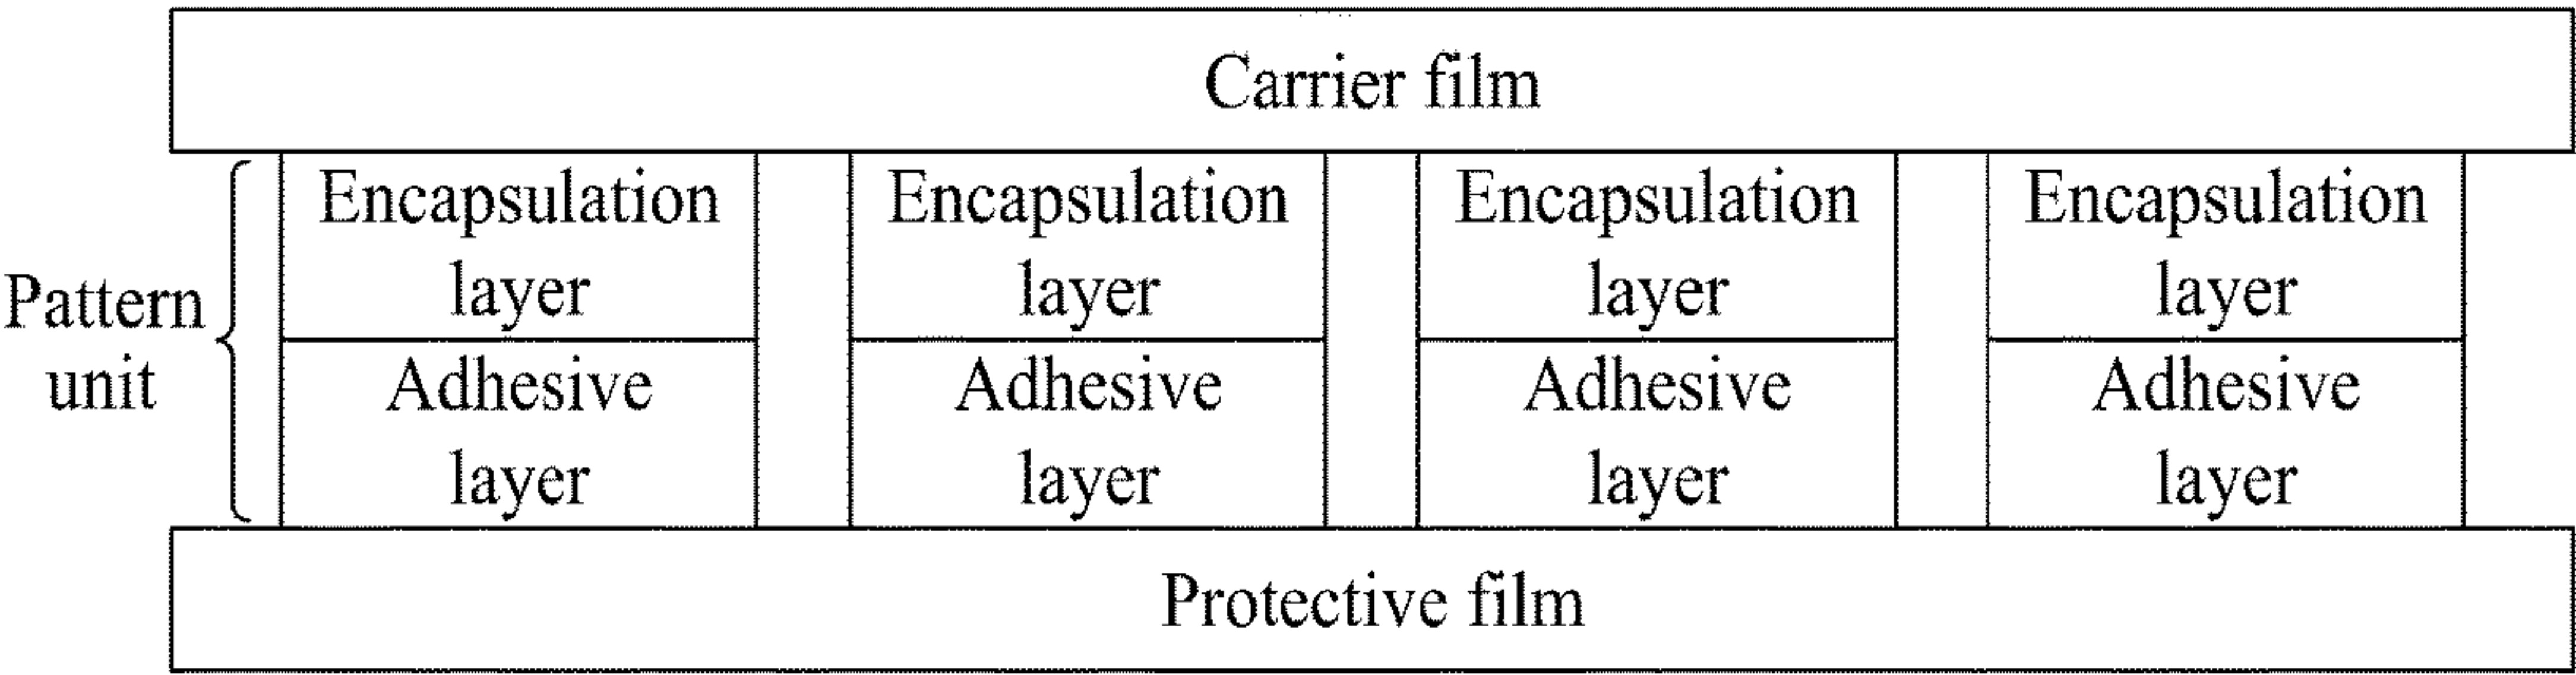 Carrier film
Pattern
unit
Encapsulation
layer
Adhesive
layer
Encapsulation
layer
Adhesive
layer
Encapsulation
layer
Adhesive
layer
Encapsulation
layer
Adhesive
layer
Protective film